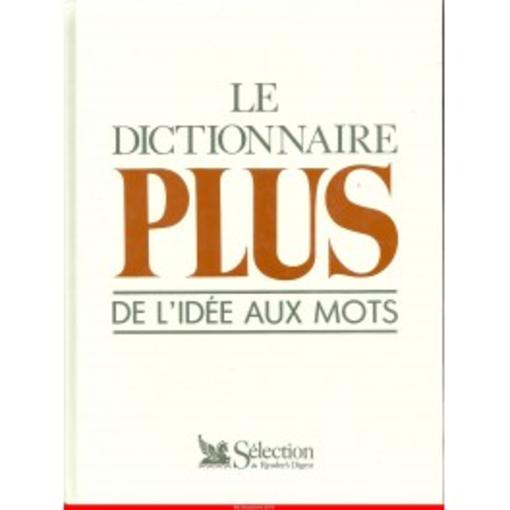 LE
DICTIONNAIRE
PLUS
DE L'IDÉE AUX MOTS
Sélection
du Reader's Digest